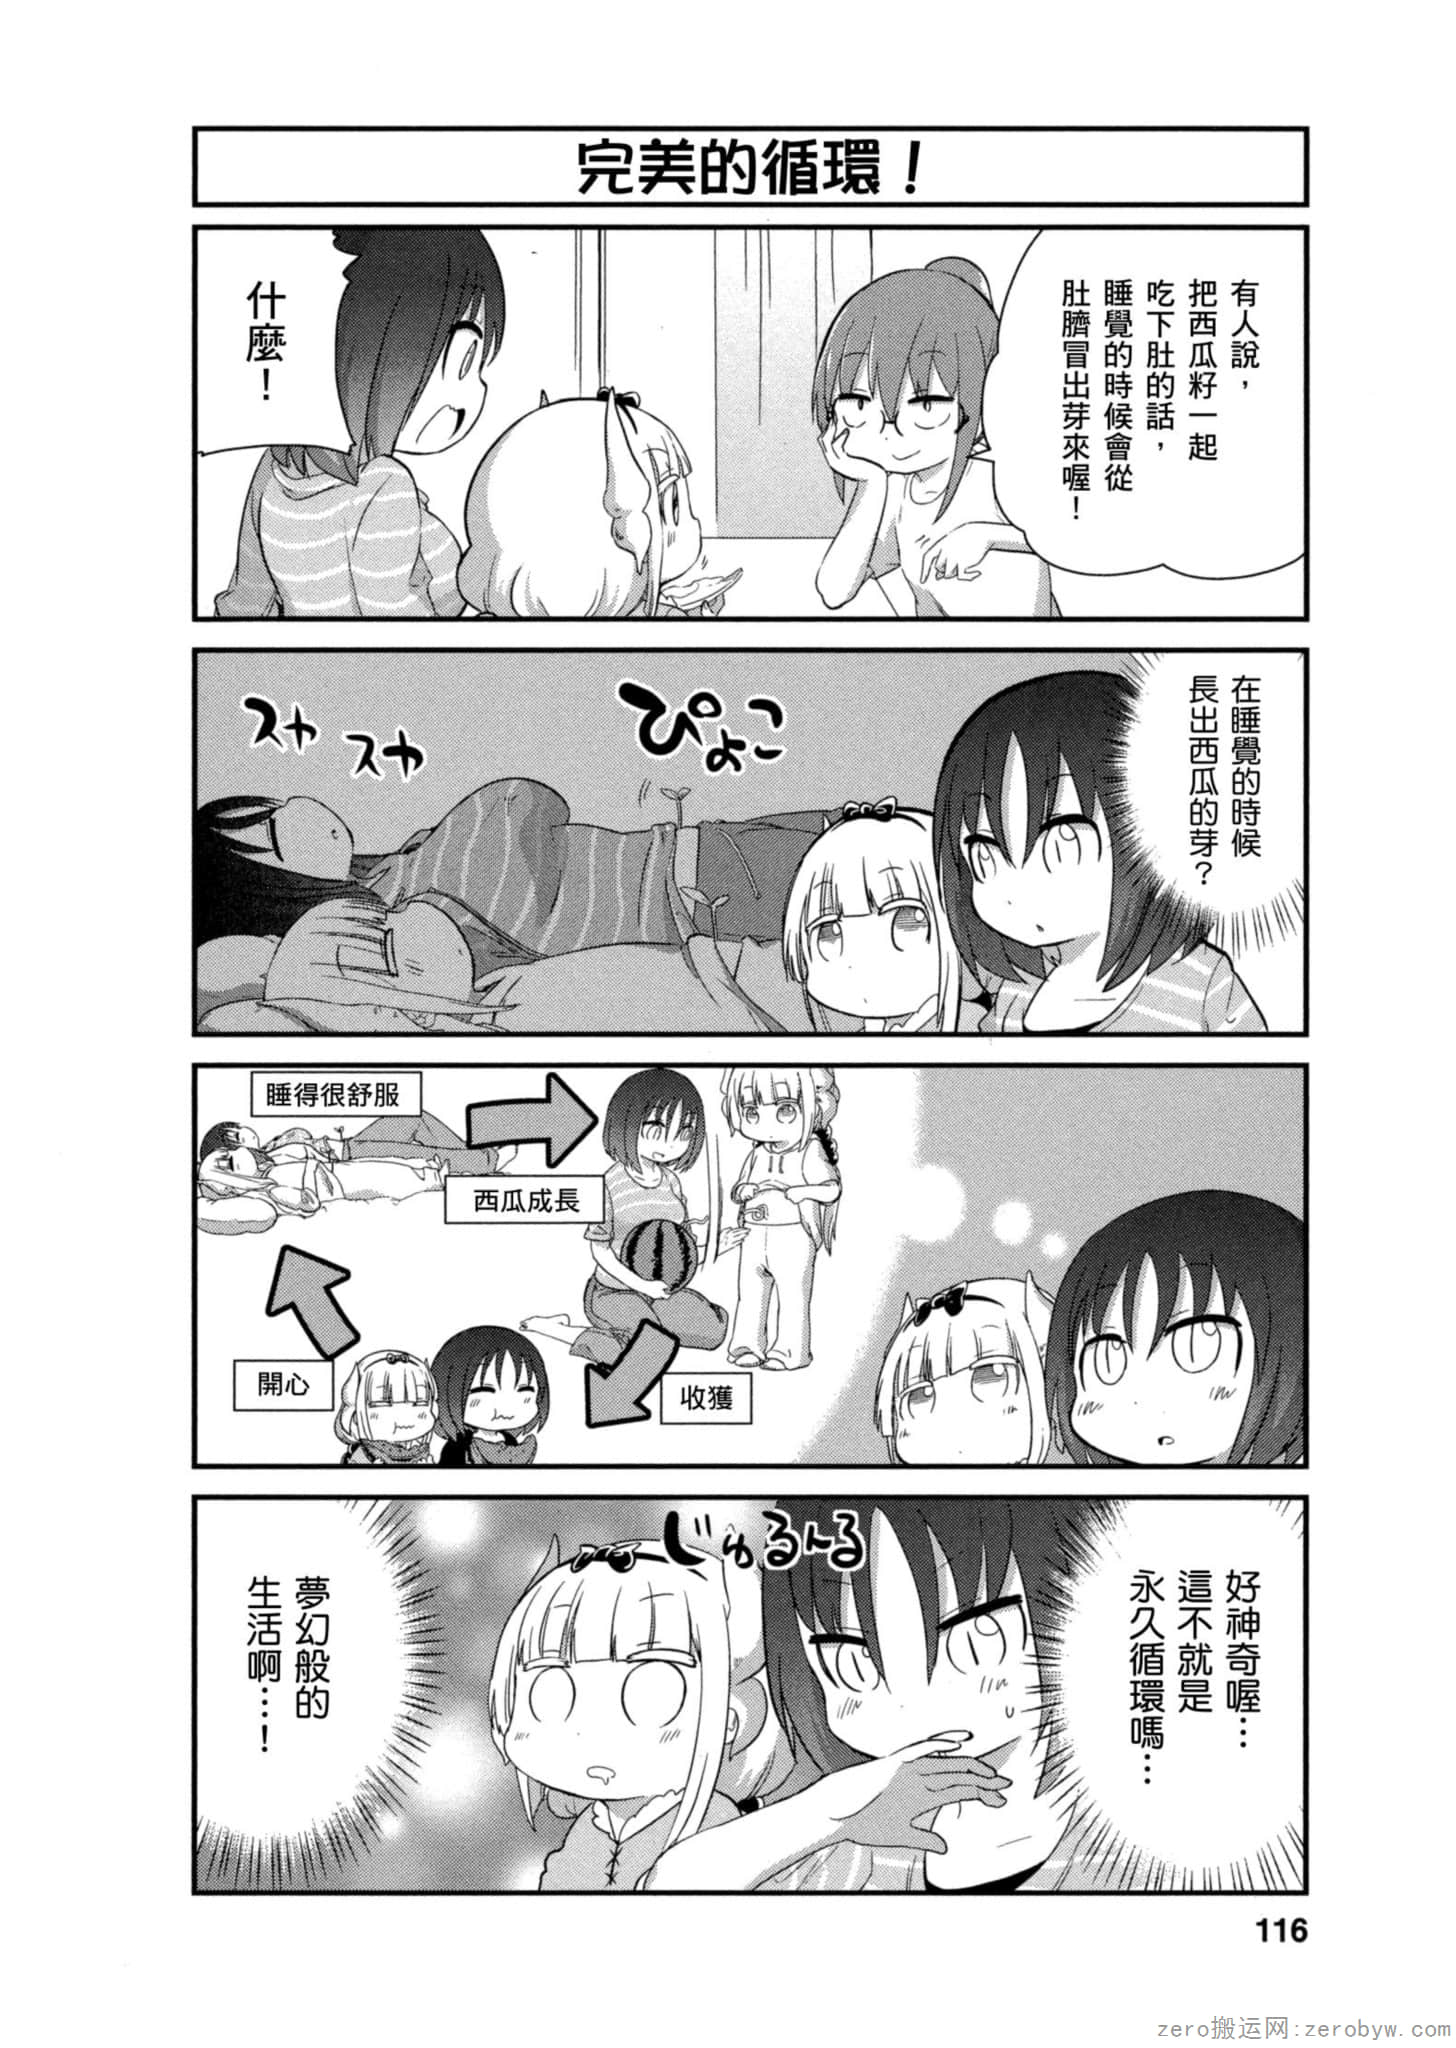 完美的循環！
有人說，
把西瓜籽一起
吃下肚的話，
睡覺的時候會從
肚臍冒出芽來喔！
什麼！
在睡覺的時候
長出西瓜的芽？
ぴょこ
スヤ
スヤ
睡得很舒服
西瓜成長
收獲
開心
好神奇喔…
這不就是
永久循環嗎…
じゅるんる
夢幻般的
生活啊…！
116
zero搬运网:zerobyw.com